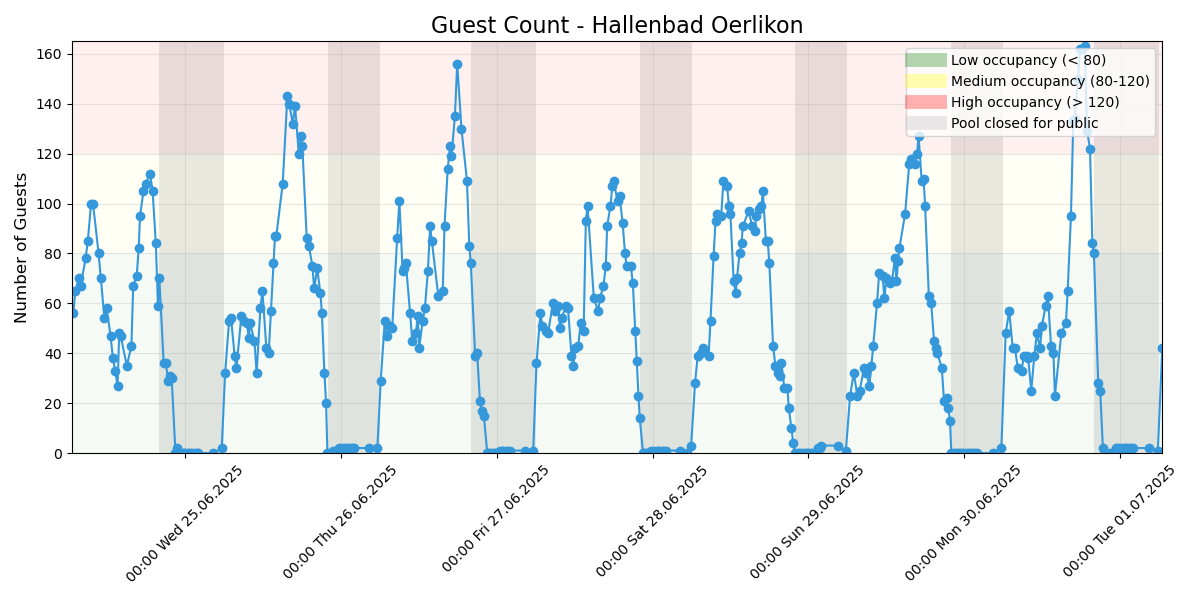 Guest Count - Hallenbad Oerlikon
Number of Guests
160
140
120
100
80
60
40
20
0
Low occupancy (< 80)
Medium occupancy (80-120)
High occupancy (> 120)
Pool closed for public
00:00 Wed 25.06.2025
00:00 Thu 26.06.2025
00:00 Fri 27.06.2025
00:00 Sat 28.06.2025
00:00 Sun 29.06.2025
00:00 Mon 30.06.2025
00:00 Tue 01.07.2025